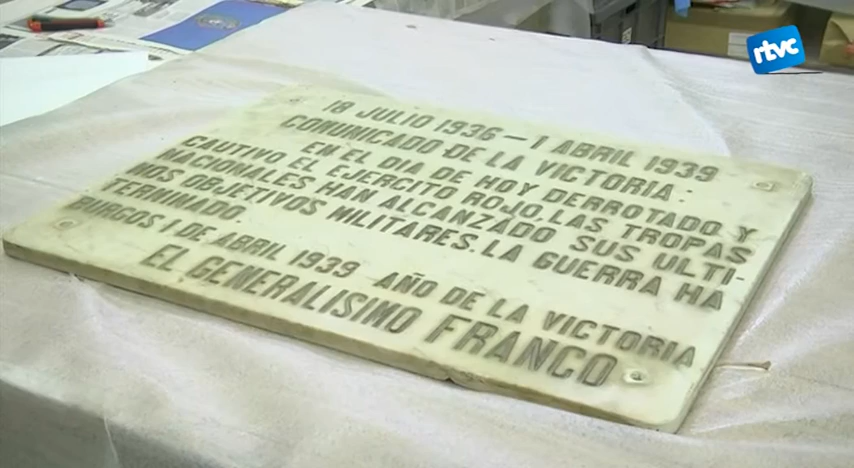 rtvc
18 JULIO 1936 — 1 ABRIL 1939
COMUNICADO DE LA VICTORIA.
EN EL DIA DE HOY DERROTADO Y
CAUTIVO EL EJERCITO ROJO. LAS TROPAS
NACIONALES HAN ALCANZADO SUS ULTI-
MOS OBJETIVOS MILITARES. LA GUERRA HA
TERMINADO.
BURGOS 1 DE ABRIL 1939 AÑO DE LA VICTORIA
EL GENERALISIMO FRANCO